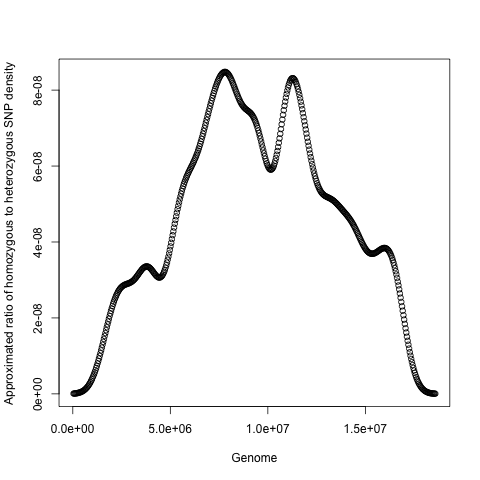 Approximated ratio of homozygous to heterozygous SNP density
8e-08
6e-08
4e-08
2e-08
0e+00
0.0e+00 5.0e+06 1.0e+07 1.5e+07
Genome